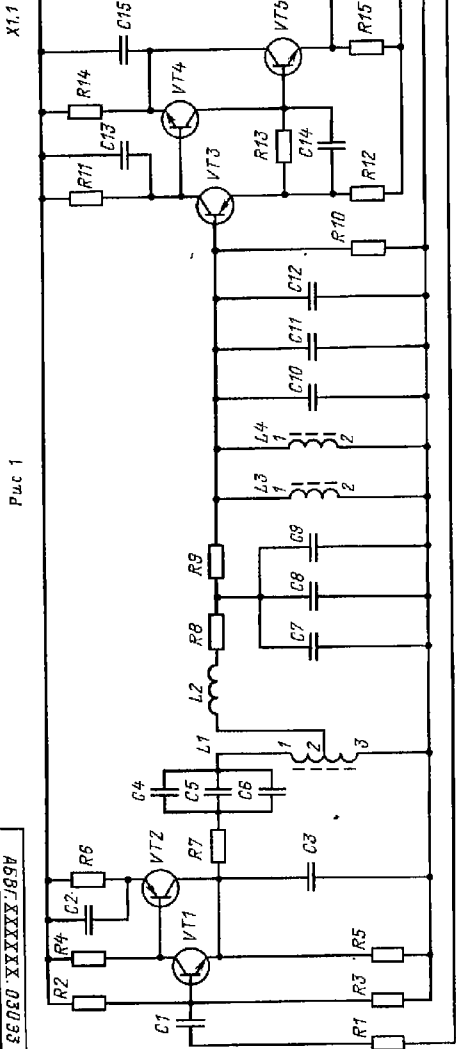 АБВГ.XXXXXX.03033
Рис 1
X1.1
R2
R4
C2
R6
VT2
C1
VT1
R7
C4
C5
C6
C3
R1
R3
R5
L1
1
2
3
L2
R8
R9
C7
C8
C9
L3
1
2
L4
1
2
C10
C11
C12
R10
R11
C13
R14
C15
VT3
VT4
VT5
R13
C14
R12
R15